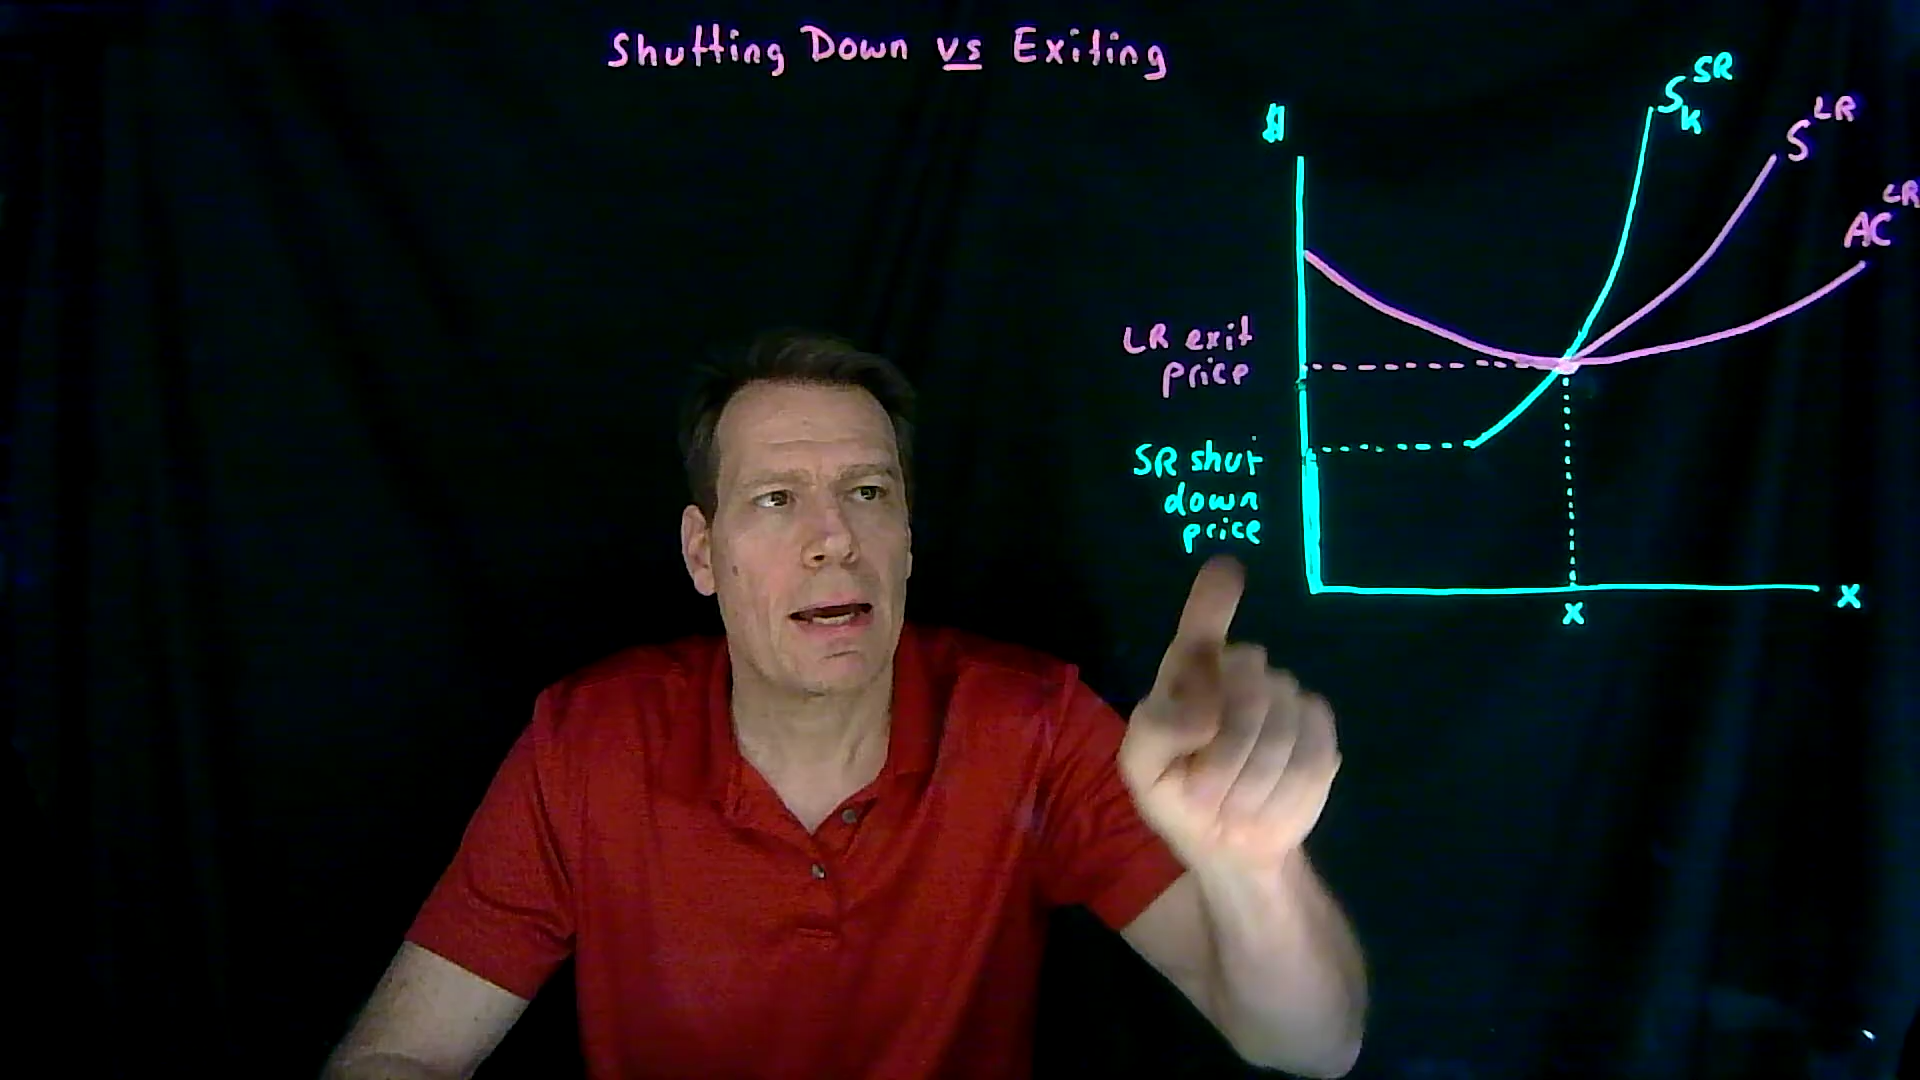 Shutting Down vs Exiting
$
S_K^SR
S^LR
AC^LR
LR exit
price
SR shut
down
price
x
x